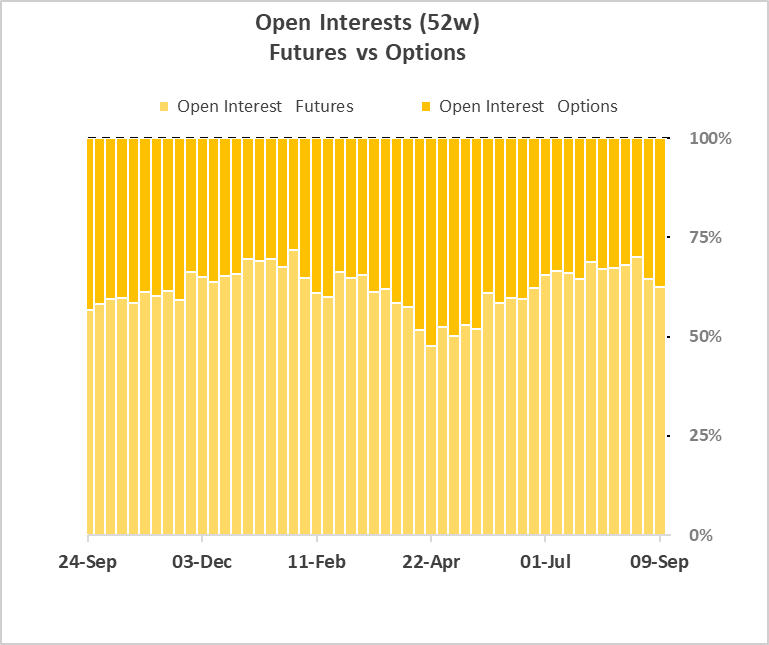 Open Interests (52w)
Futures vs Options
Open Interest Futures
Open Interest Options
100%
75%
50%
25%
0%
24-Sep
03-Dec
11-Feb
22-Apr
01-Jul
09-Sep